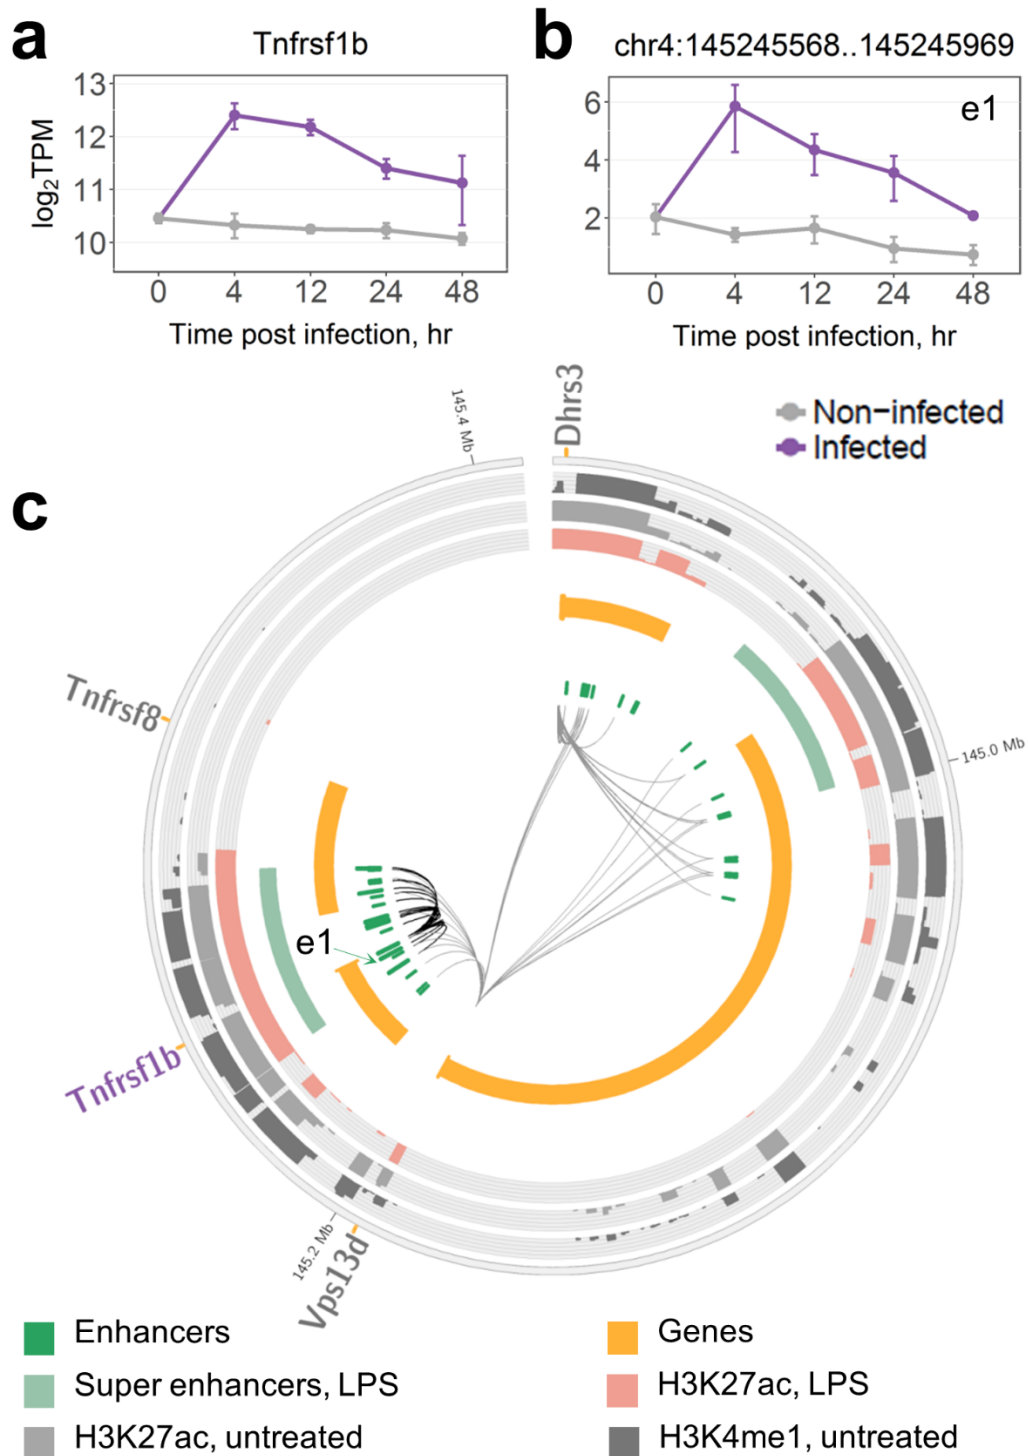 a
Tnfrsf1b
13
12
11
10
log2TPM
0 4 12 24 48
Time post infection, hr
b
chr4:145245568..145245969
6
4
2
e1
0 4 12 24 48
Time post infection, hr
Non-infected
Infected
c
145.4 Mb
Dhrs3
145.0 Mb
Tnfrsf8
e1
Tnfrsf1b
145.2 Mb
Vps13d
Enhancers
Genes
Super enhancers, LPS
H3K27ac, LPS
H3K27ac, untreated
H3K4me1, untreated